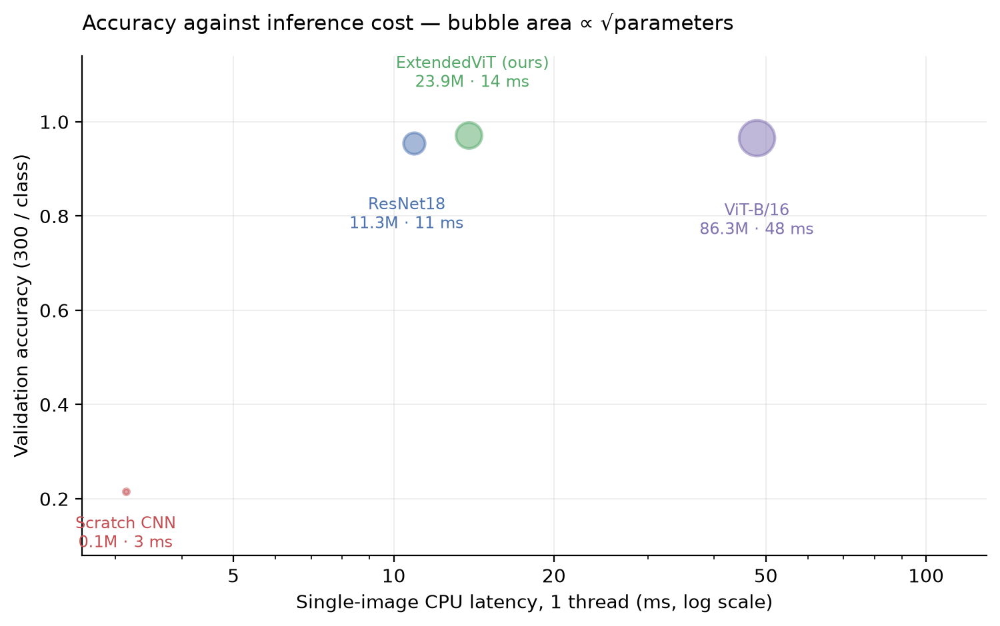 Accuracy against inference cost — bubble area ∝ √parameters
ExtendedViT (ours)
23.9M · 14 ms
ResNet18
11.3M · 11 ms
ViT-B/16
86.3M · 48 ms
Scratch CNN
0.1M · 3 ms
Validation accuracy (300 / class)
1.0
0.8
0.6
0.4
0.2
5 10 20 50 100
Single-image CPU latency, 1 thread (ms, log scale)